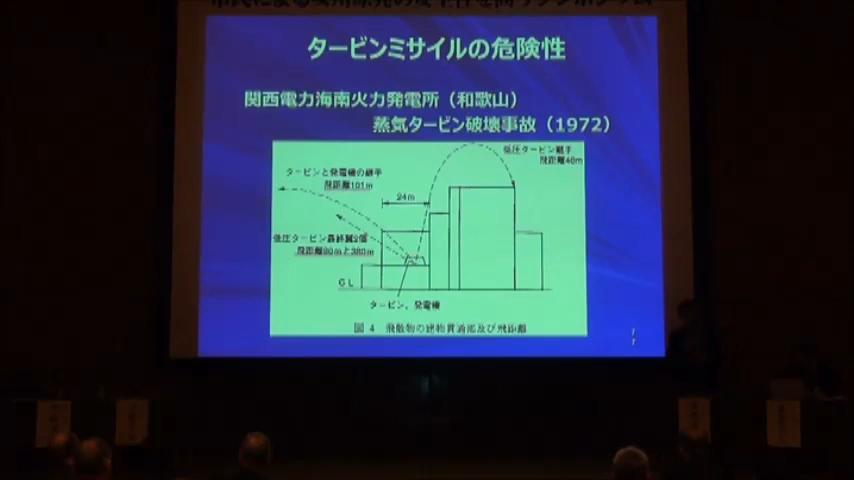 タービンミサイルの危険性
関西電力海南火力発電所（和歌山）
蒸気タービン破壊事故（1972）
低圧タービン継手
飛距離46m
タービンと発電機の継手
飛距離101m
24m
低圧タービン最終翼2個
飛距離90mと380m
GL
タービン、発電機
図 4 飛散物の建物貫通部及び飛距離
77